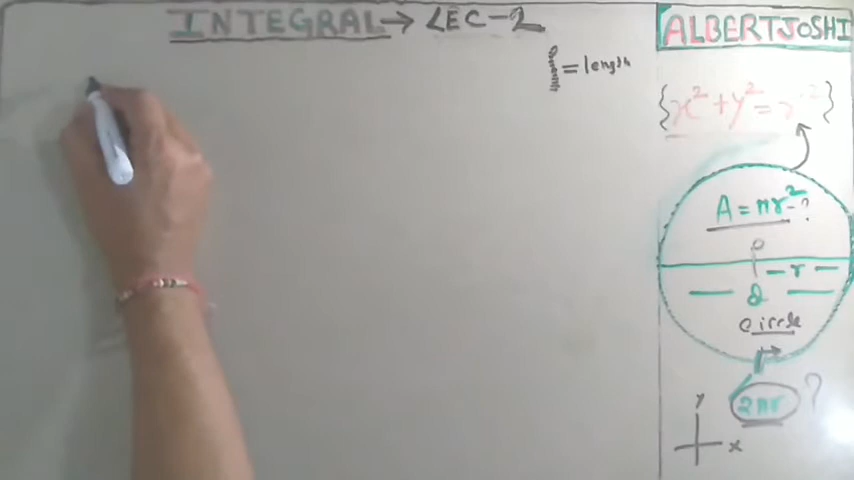 INTEGRAL → LEC-2
= length
ALBERTJOSHI
{x² + y² = r²}
A = πr² - ?
r
d
circle
2πr ?
y
x